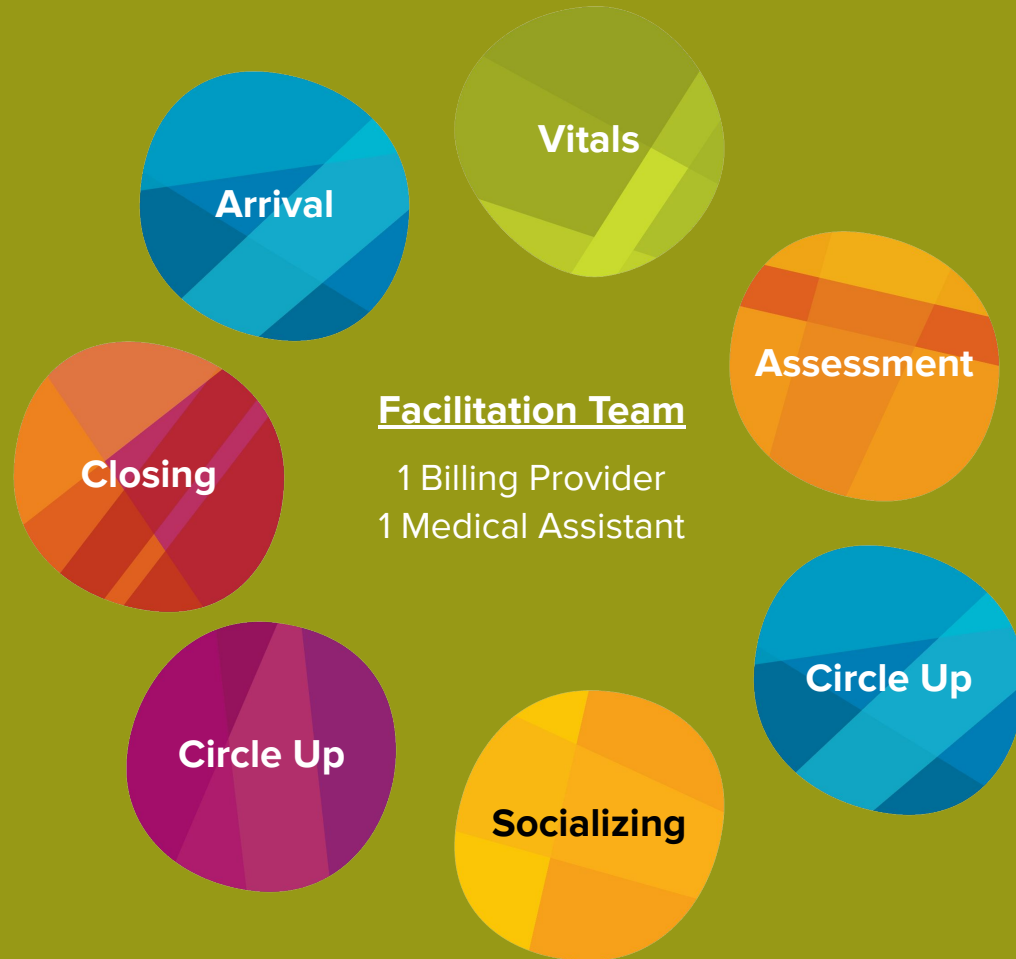 Vitals
Arrival
Assessment
Facilitation Team
1 Billing Provider
1 Medical Assistant
Closing
Circle Up
Circle Up
Socializing